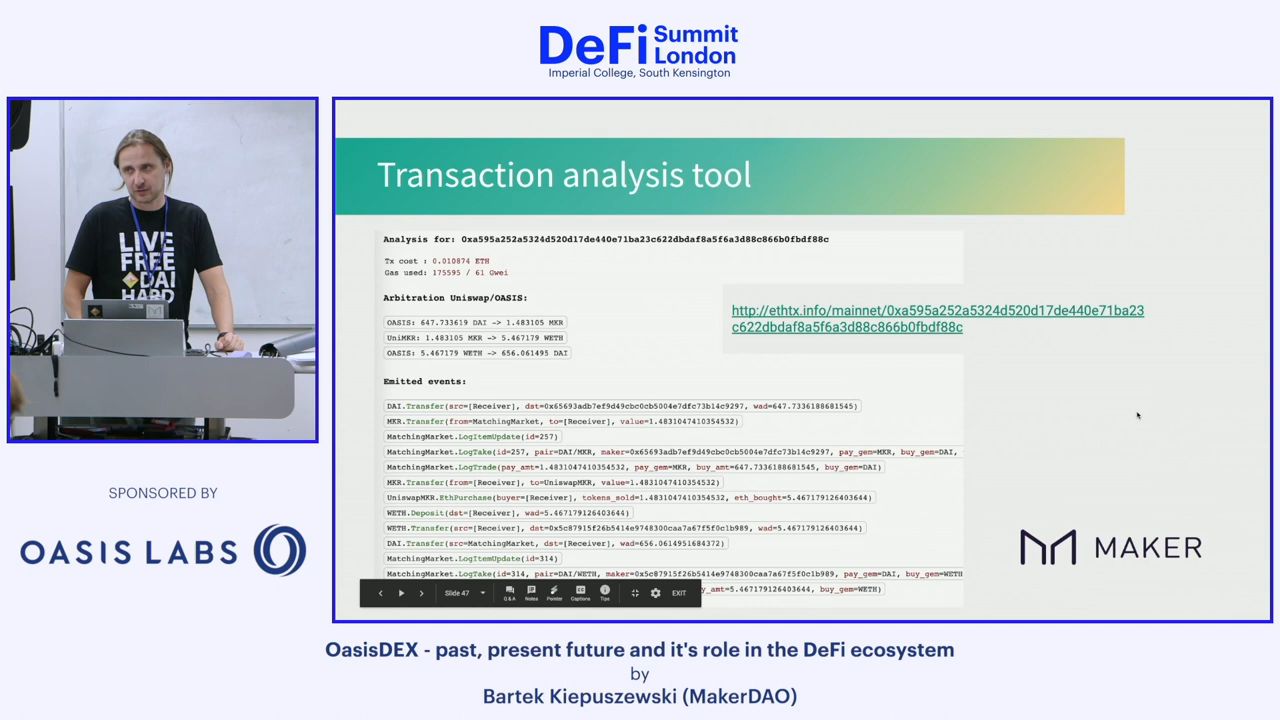 DeFi Summit
London
Imperial College, South Kensington
LIVE
FREE
DAI
HARD
Transaction analysis tool
Analysis for: 0xa595a252a5324d520d17de440e71ba23c622dbdaf8a5f6a3d88c866b0fbdf88c
Tx cost : 0.010874 ETH
Gas used: 175595 / 61 Gwei
Arbitration Uniswap/OASIS:
OASIS: 647.733619 DAI -> 1.483105 MKR
UniMKR: 1.483105 MKR -> 5.467179 WETH
OASIS: 5.467179 WETH -> 656.061495 DAI
http://ethtx.info/mainnet/0xa595a252a5324d520d17de440e71ba23
c622dbdaf8a5f6a3d88c866b0fbdf88c
Emitted events:
DAI.Transfer(src=[Receiver], dst=0x65693adb7ef9d49cbc0cb5004e7dfc73b14c9297, wad=647.7336188681545)
MKR.Transfer(from=MatchingMarket, to=[Receiver], value=1.4831047410354532)
MatchingMarket.LogItemUpdate(id=257)
MatchingMarket.LogTake(id=257, pair=DAI/MKR, maker=0x65693adb7ef9d49cbc0cb5004e7dfc73b14c9297, pay_gem=MKR, buy_gem=DAI,
MatchingMarket.LogTrade(pay_amt=1.4831047410354532, pay_gem=MKR, buy_amt=647.7336188681545, buy_gem=DAI)
MKR.Transfer(from=[Receiver], to=UniswapMKR, value=1.4831047410354532)
UniswapMKR.EthPurchase(buyer=[Receiver], tokens_sold=1.4831047410354532, eth_bought=5.467179126403644)
WETH.Deposit(dst=[Receiver], wad=5.467179126403644)
WETH.Transfer(src=[Receiver], dst=0x5c87915f26b5414e9748300caa7a67f5f0c1b989, wad=5.467179126403644)
DAI.Transfer(src=MatchingMarket, dst=[Receiver], wad=656.0614951684372)
MatchingMarket.LogItemUpdate(id=314)
MatchingMarket.LogTake(id=314, pair=DAI/WETH, maker=0x5c87915f26b5414e9748300caa7a67f5f0c1b989, pay_gem=DAI, buy_gem=WETH
y_amt=5.467179126403644, buy_gem=WETH)
Slide 47
Q&A
Notes
Pointer
Captions
Tips
EXIT
MAKER
SPONSORED BY
OASIS LABS
OasisDEX - past, present future and it's role in the DeFi ecosystem
by
Bartek Kiepuszewski (MakerDAO)